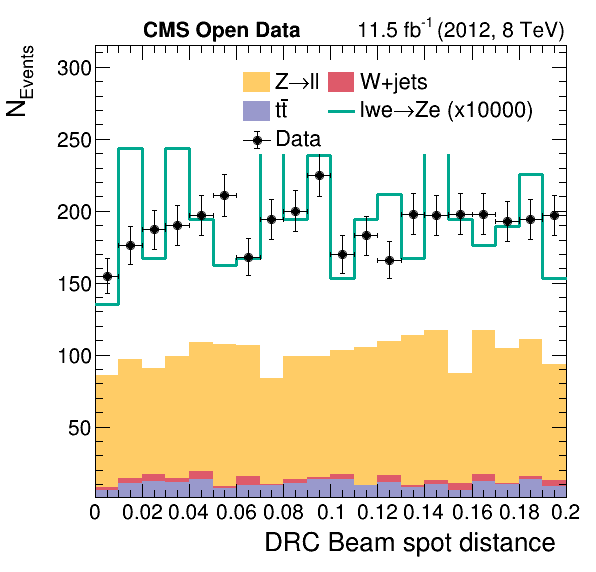 CMS Open Data 11.5 fb⁻¹ (2012, 8 TeV)
N_Events
300
250
200
150
100
50
Z→ll W+jets
tt̄ lwe→Ze (x10000)
Data
0 0.02 0.04 0.06 0.08 0.1 0.12 0.14 0.16 0.18 0.2
DRC Beam spot distance